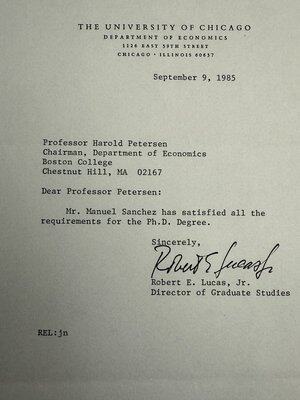 THE UNIVERSITY OF CHICAGO
DEPARTMENT OF ECONOMICS
1126 EAST 59TH STREET
CHICAGO · ILLINOIS 60637
September 9, 1985
Professor Harold Petersen
Chairman, Department of Economics
Boston College
Chestnut Hill, MA 02167
Dear Professor Petersen:
Mr. Manuel Sanchez has satisfied all the
requirements for the Ph.D. Degree.
Sincerely,
Robert E Lucas Jr
Robert E. Lucas, Jr.
Director of Graduate Studies
REL:jn